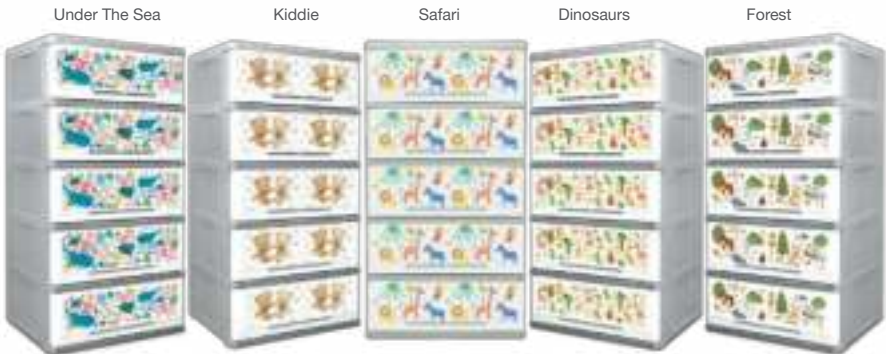 Under The Sea
Kiddie
Safari
Dinosaurs
Forest